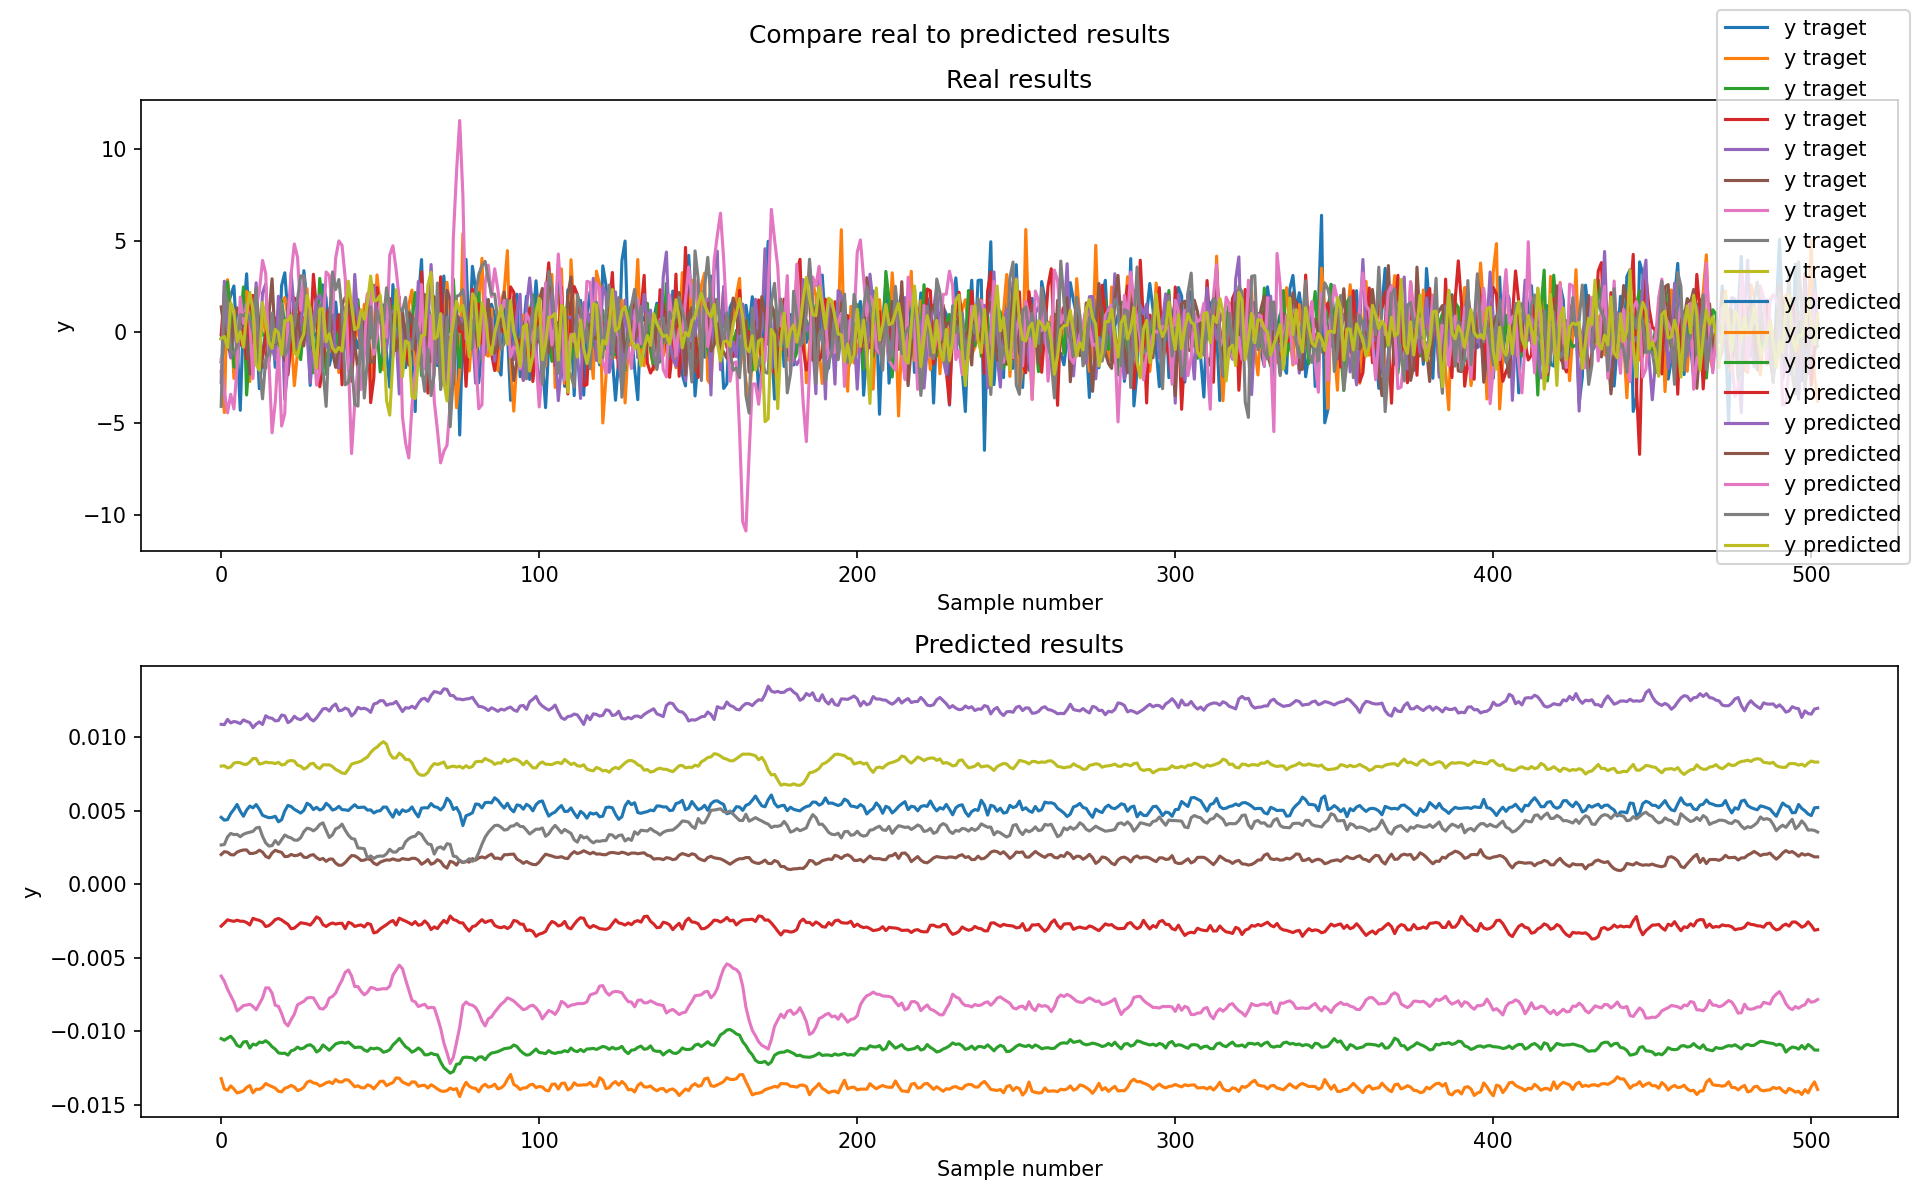 Compare real to predicted results
Real results
y traget
y traget
y traget
y traget
y traget
y traget
y traget
y traget
y traget
y predicted
y predicted
y predicted
y predicted
y predicted
y predicted
y predicted
y predicted
y predicted
10
5
0
−5
−10
y
0
100
200
300
400
500
Sample number
Predicted results
0.010
0.005
0.000
−0.005
−0.010
−0.015
y
0
100
200
300
400
500
Sample number